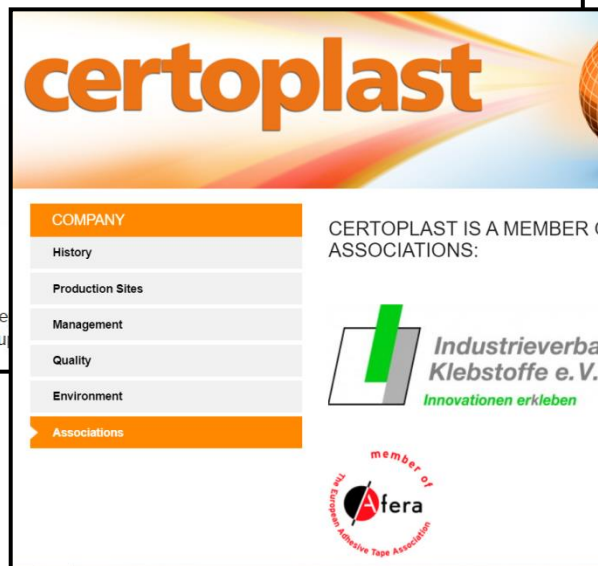 certoplast
COMPANY
History
Production Sites
Management
Quality
Environment
Associations
CERTOPLAST IS A MEMBER
ASSOCIATIONS:
Industrieverba
Klebstoffe e.V.
Innovationen erkleben
member of
Afera
The European Adhesive Tape Association